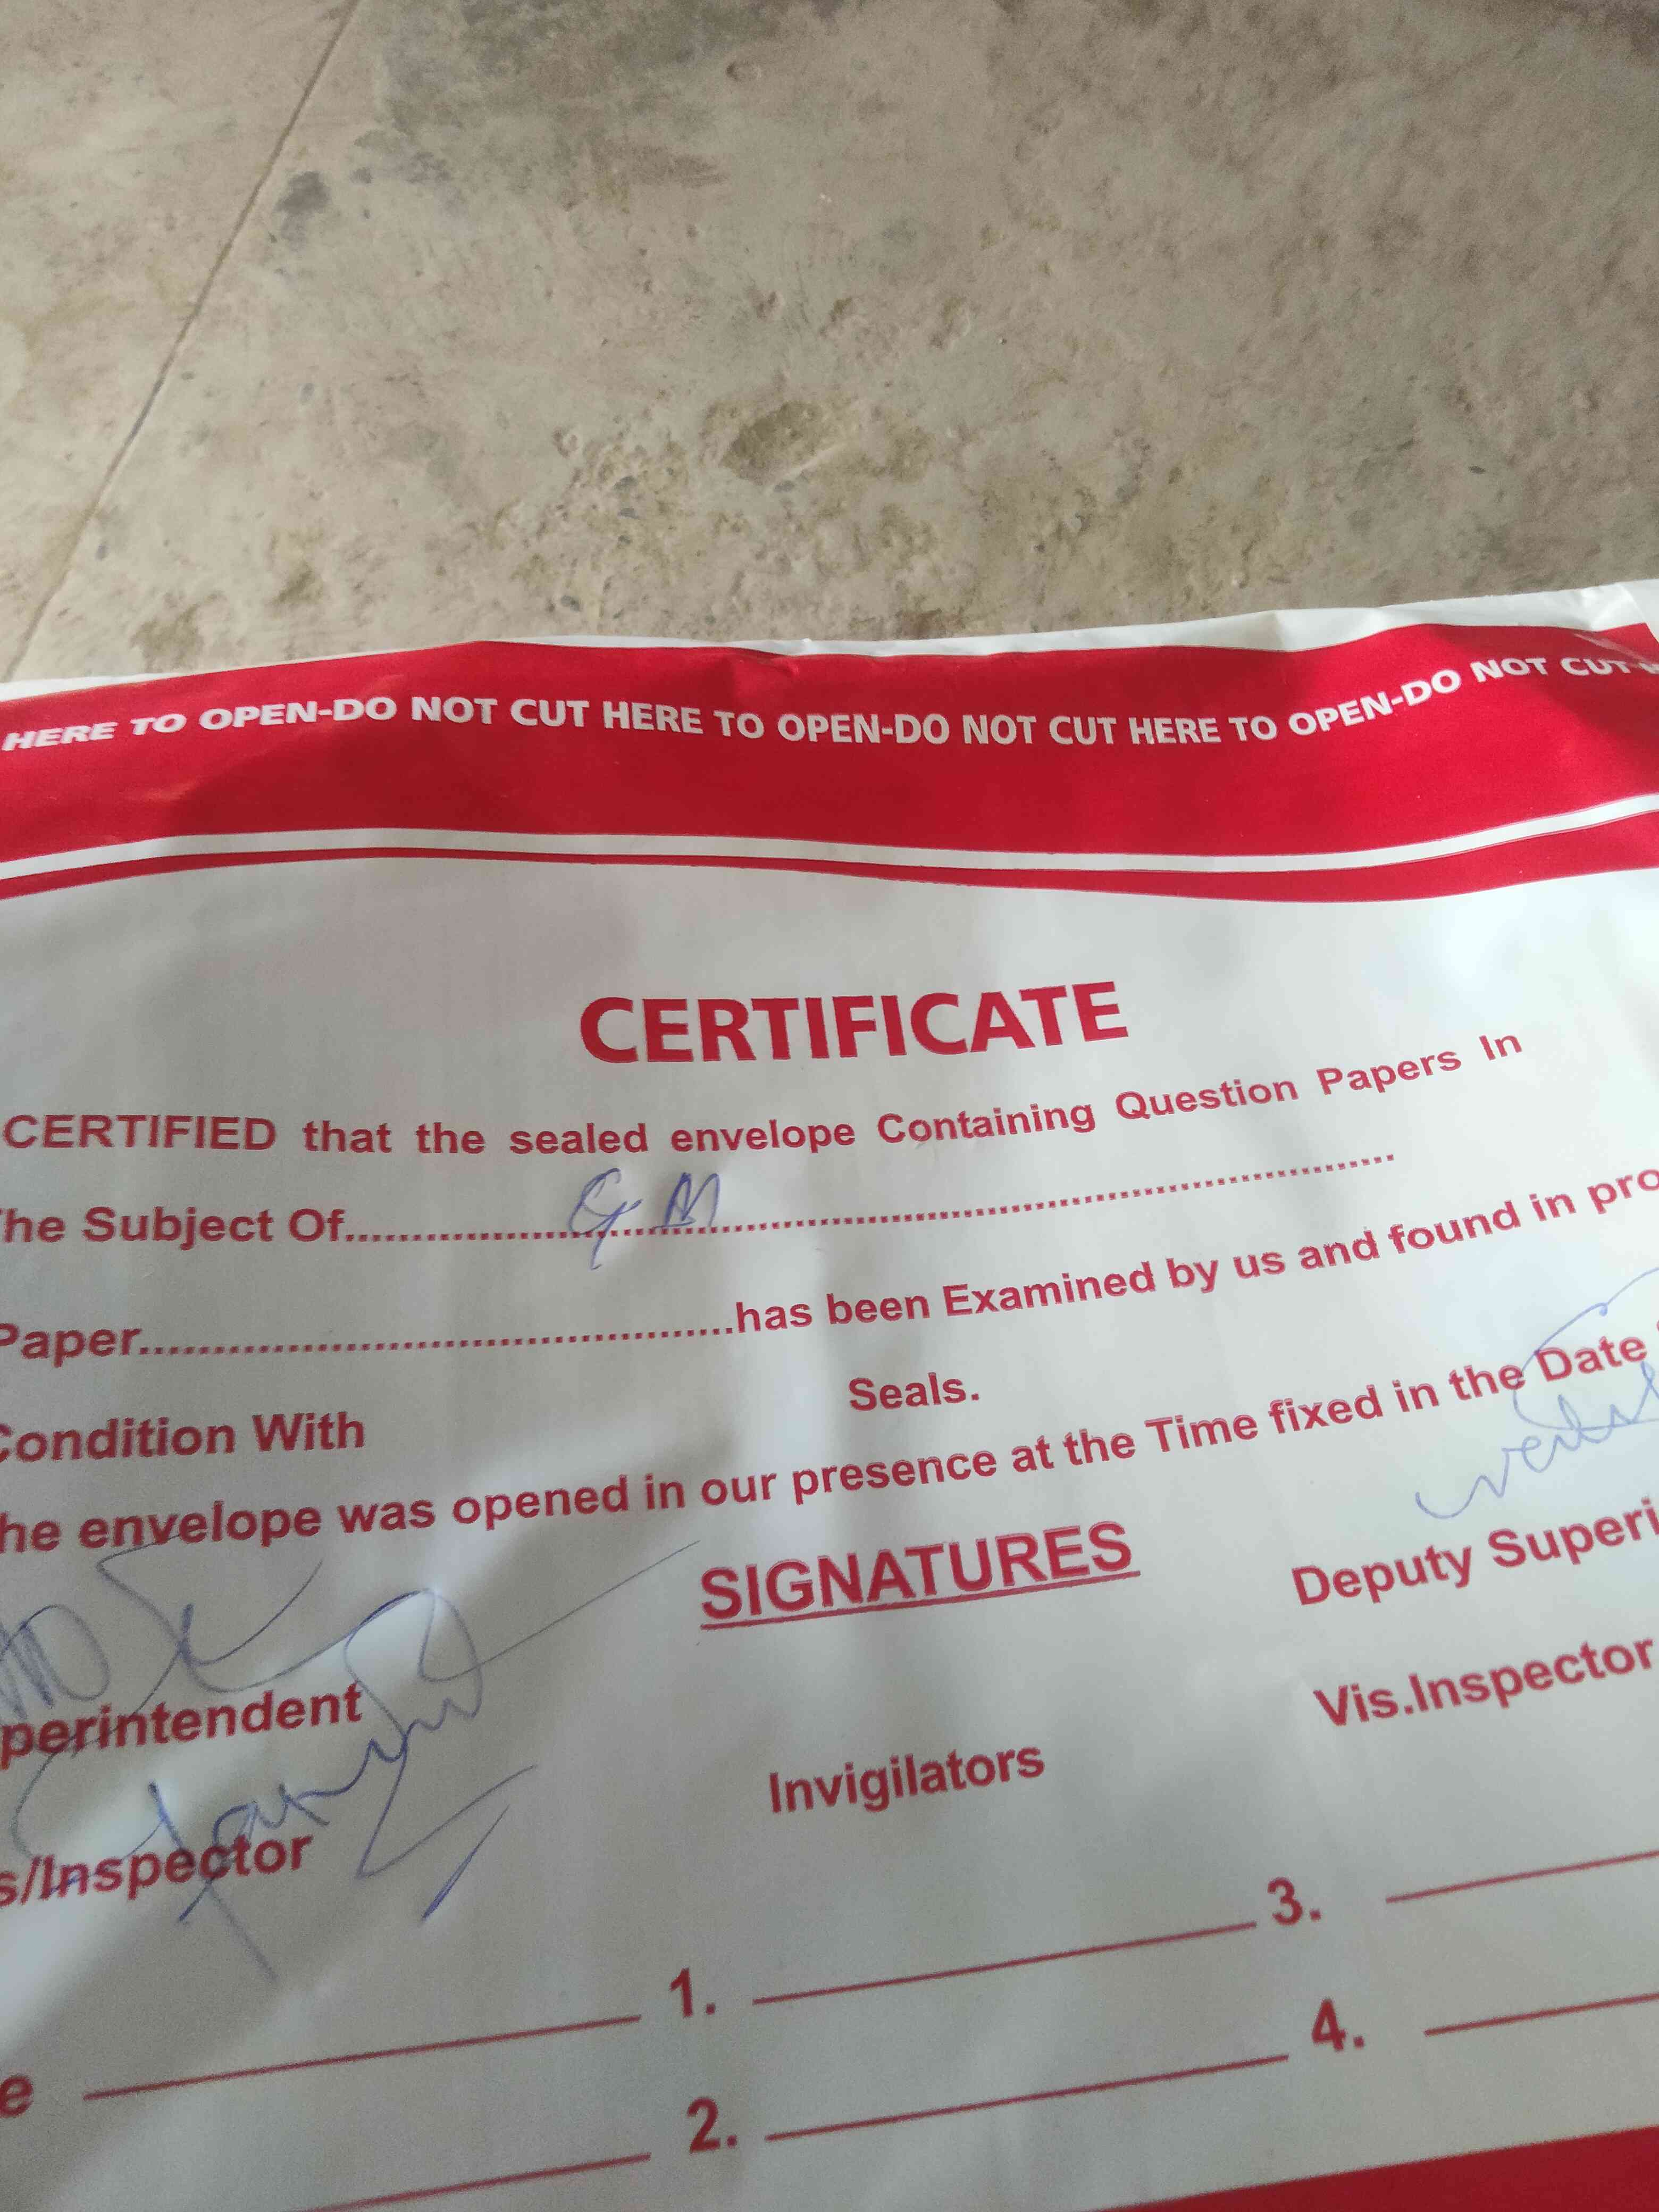 HERE TO OPEN-DO NOT CUT HERE TO OPEN-DO NOT CUT HERE TO OPEN-DO NOT CUT
CERTIFICATE
CERTIFIED that the sealed envelope Containing Question Papers In
he Subject Of.......................G M.......................................................
Paper.........................................has been Examined by us and found in pro
Condition With Seals.
he envelope was opened in our presence at the Time fixed in the Date
SIGNATURES
perintendent Deputy Superi
s/Inspector Invigilators Vis.Inspector
e 1. 3.
2. 4.